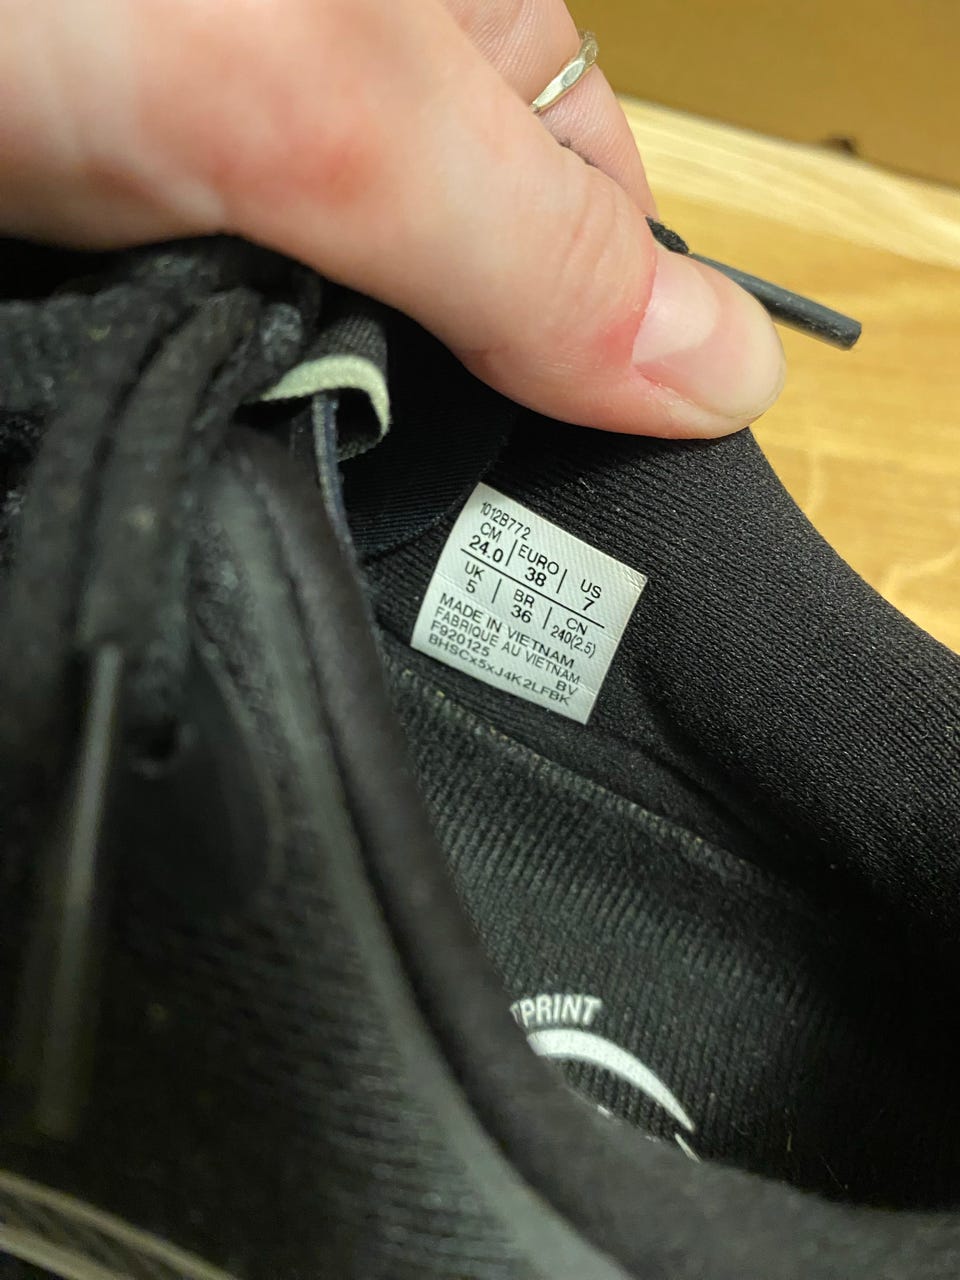 1012B772
CM | EURO | US
24.0 | 38 | 7
UK | BR | CN
5 | 36 | 240(2.5)
MADE IN VIETNAM
FABRIQUE AU VIETNAM
F920125 BV
BHSCx5xJ4K2LFBK
TPRINT